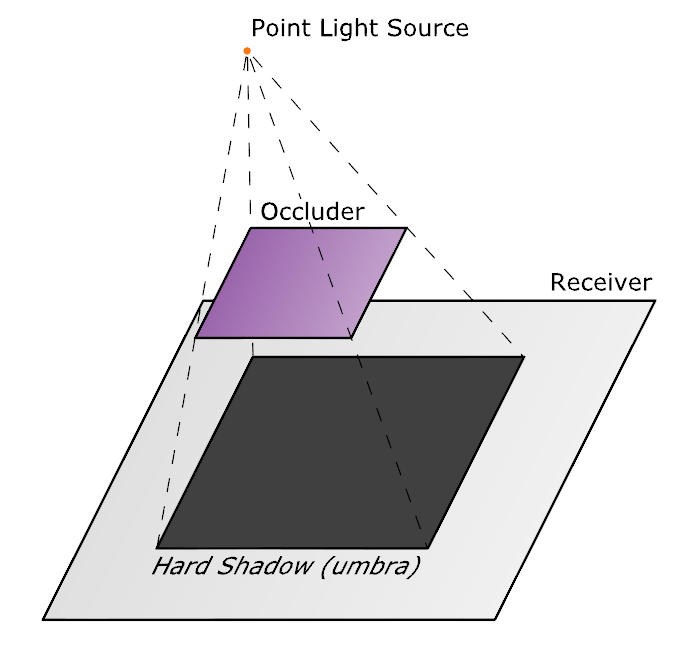 Point Light Source
Occluder
Receiver
Hard Shadow (umbra)